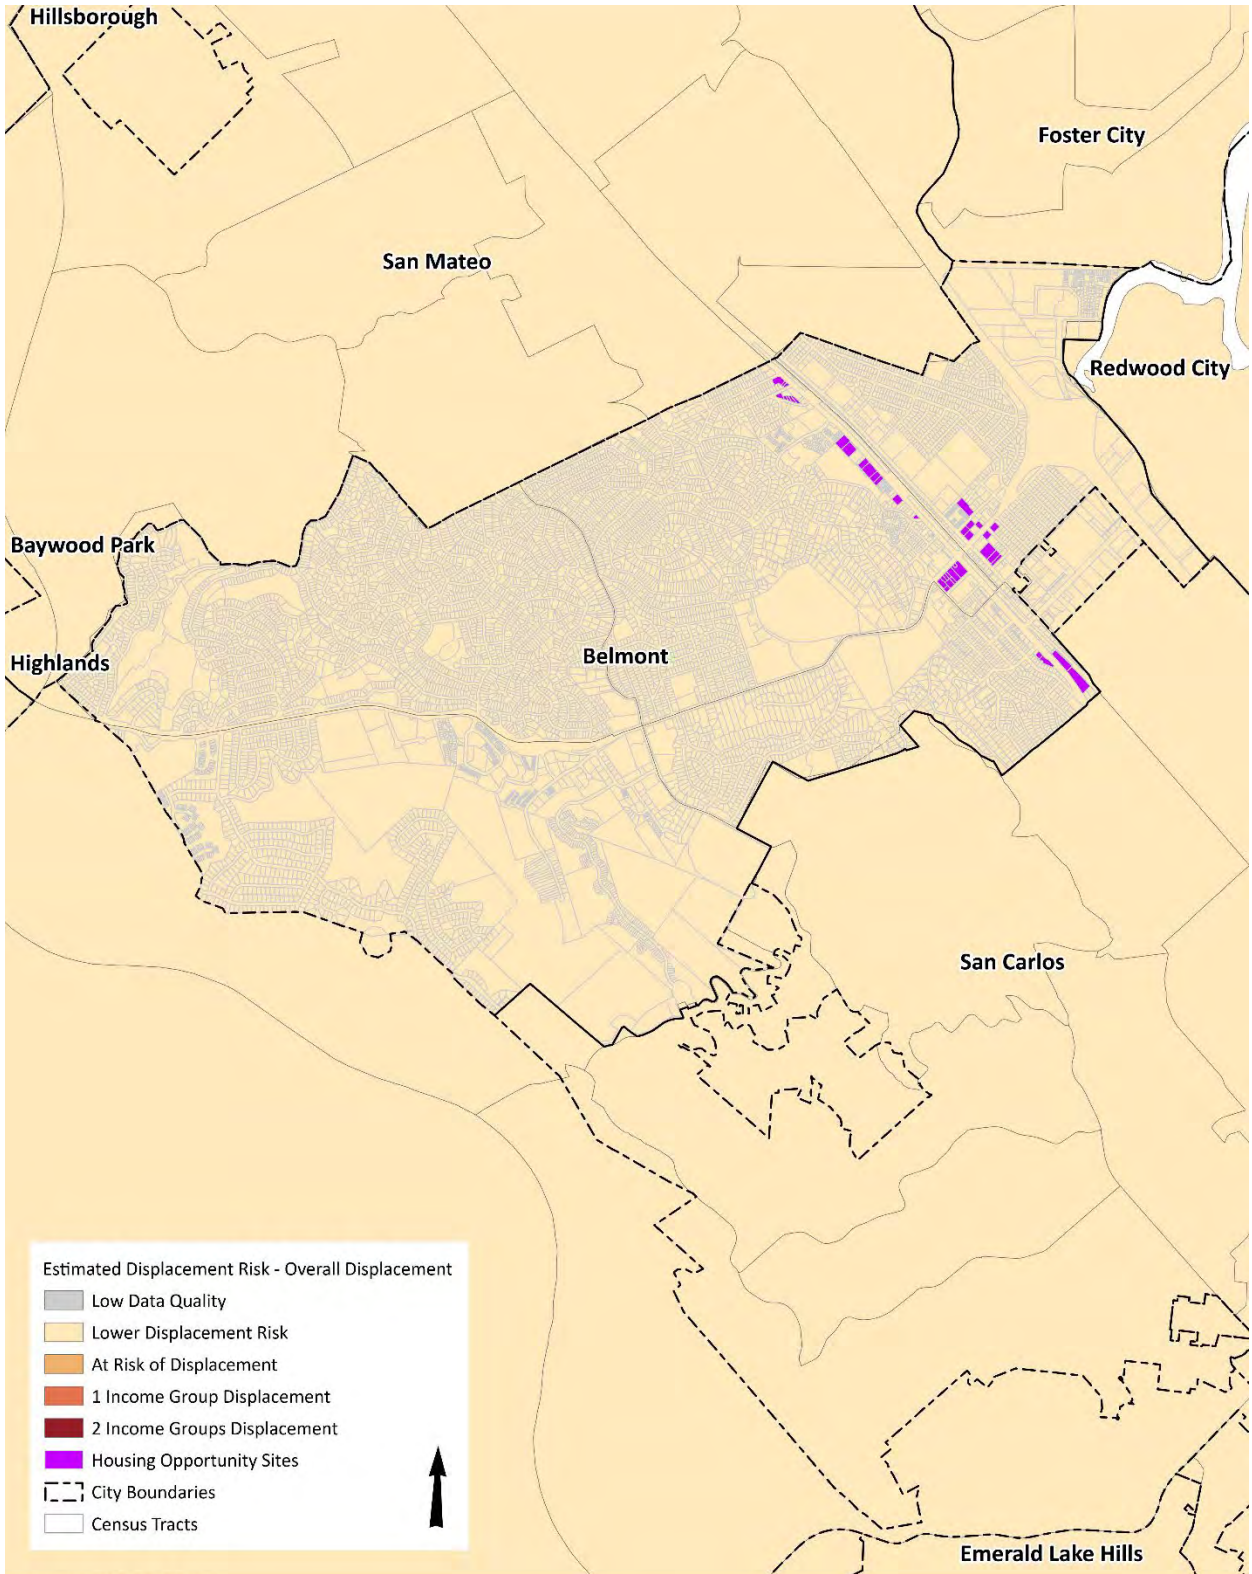 Hillsborough
Foster City
San Mateo
Redwood City
Baywood Park
Highlands
Belmont
San Carlos
Estimated Displacement Risk - Overall Displacement
Low Data Quality
Lower Displacement Risk
At Risk of Displacement
1 Income Group Displacement
2 Income Groups Displacement
Housing Opportunity Sites
City Boundaries
Census Tracts
Emerald Lake Hills